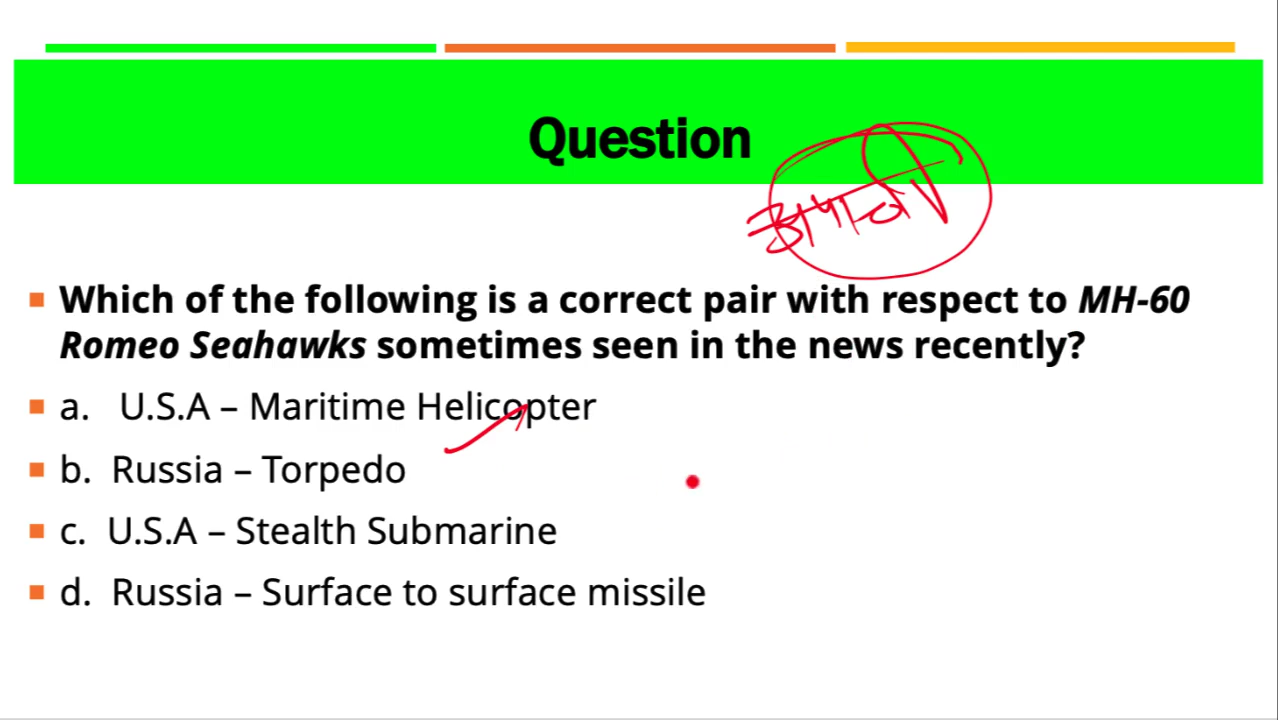 Question
Which of the following is a correct pair with respect to MH-60
Romeo Seahawks sometimes seen in the news recently?
a. U.S.A – Maritime Helicopter
b. Russia – Torpedo
c. U.S.A – Stealth Submarine
d. Russia – Surface to surface missile